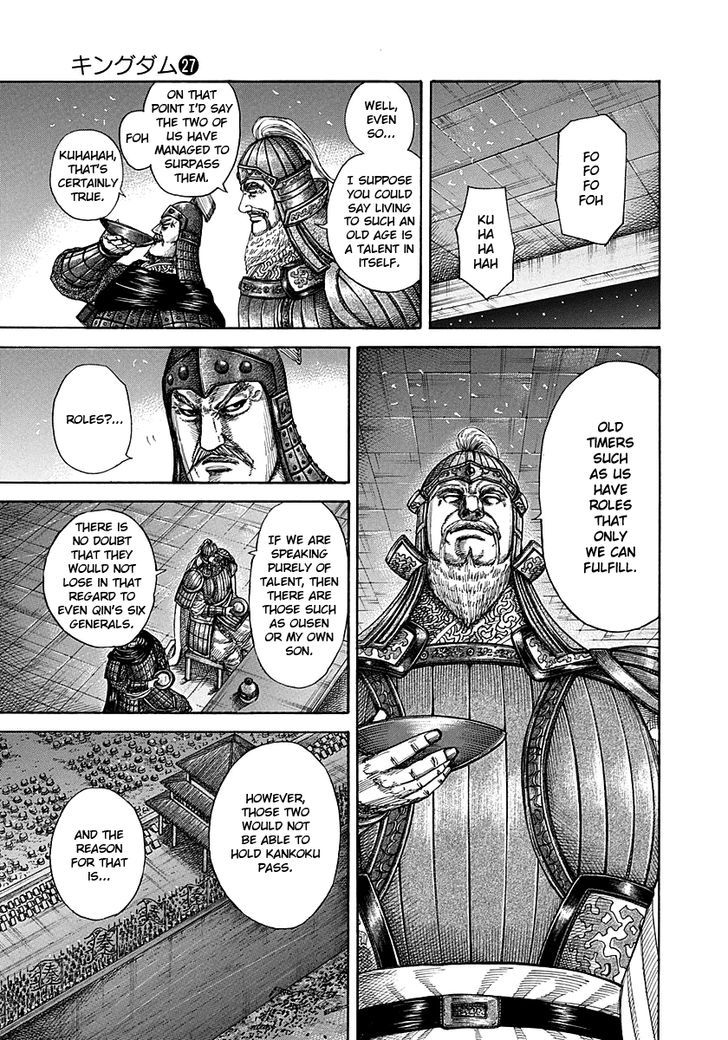 キングダム27
FO
FO
FO
FOH
KU
HA
HA
HAH
WELL,
EVEN
SO...
I SUPPOSE
YOU COULD
SAY LIVING
TO SUCH AN
OLD AGE IS
A TALENT IN
ITSELF.
ON THAT
POINT I'D SAY
THE TWO OF
US HAVE
MANAGED TO
SURPASS
THEM.
FOH
KUHAHAH,
THAT'S
CERTAINLY
TRUE.
OLD
TIMERS
SUCH
AS US
HAVE
ROLES
THAT
ONLY
WE CAN
FULFILL.
ROLES?...
IF WE ARE
SPEAKING
PURELY OF
TALENT, THEN
THERE ARE
THOSE SUCH
AS OUSEN
OR MY OWN
SON.
THERE IS
NO DOUBT
THAT THEY
WOULD NOT
LOSE IN THAT
REGARD TO
EVEN QIN'S SIX
GENERALS.
HOWEVER,
THOSE TWO
WOULD NOT
BE ABLE TO
HOLD KANKOKU
PASS.
AND THE
REASON
FOR THAT
IS...